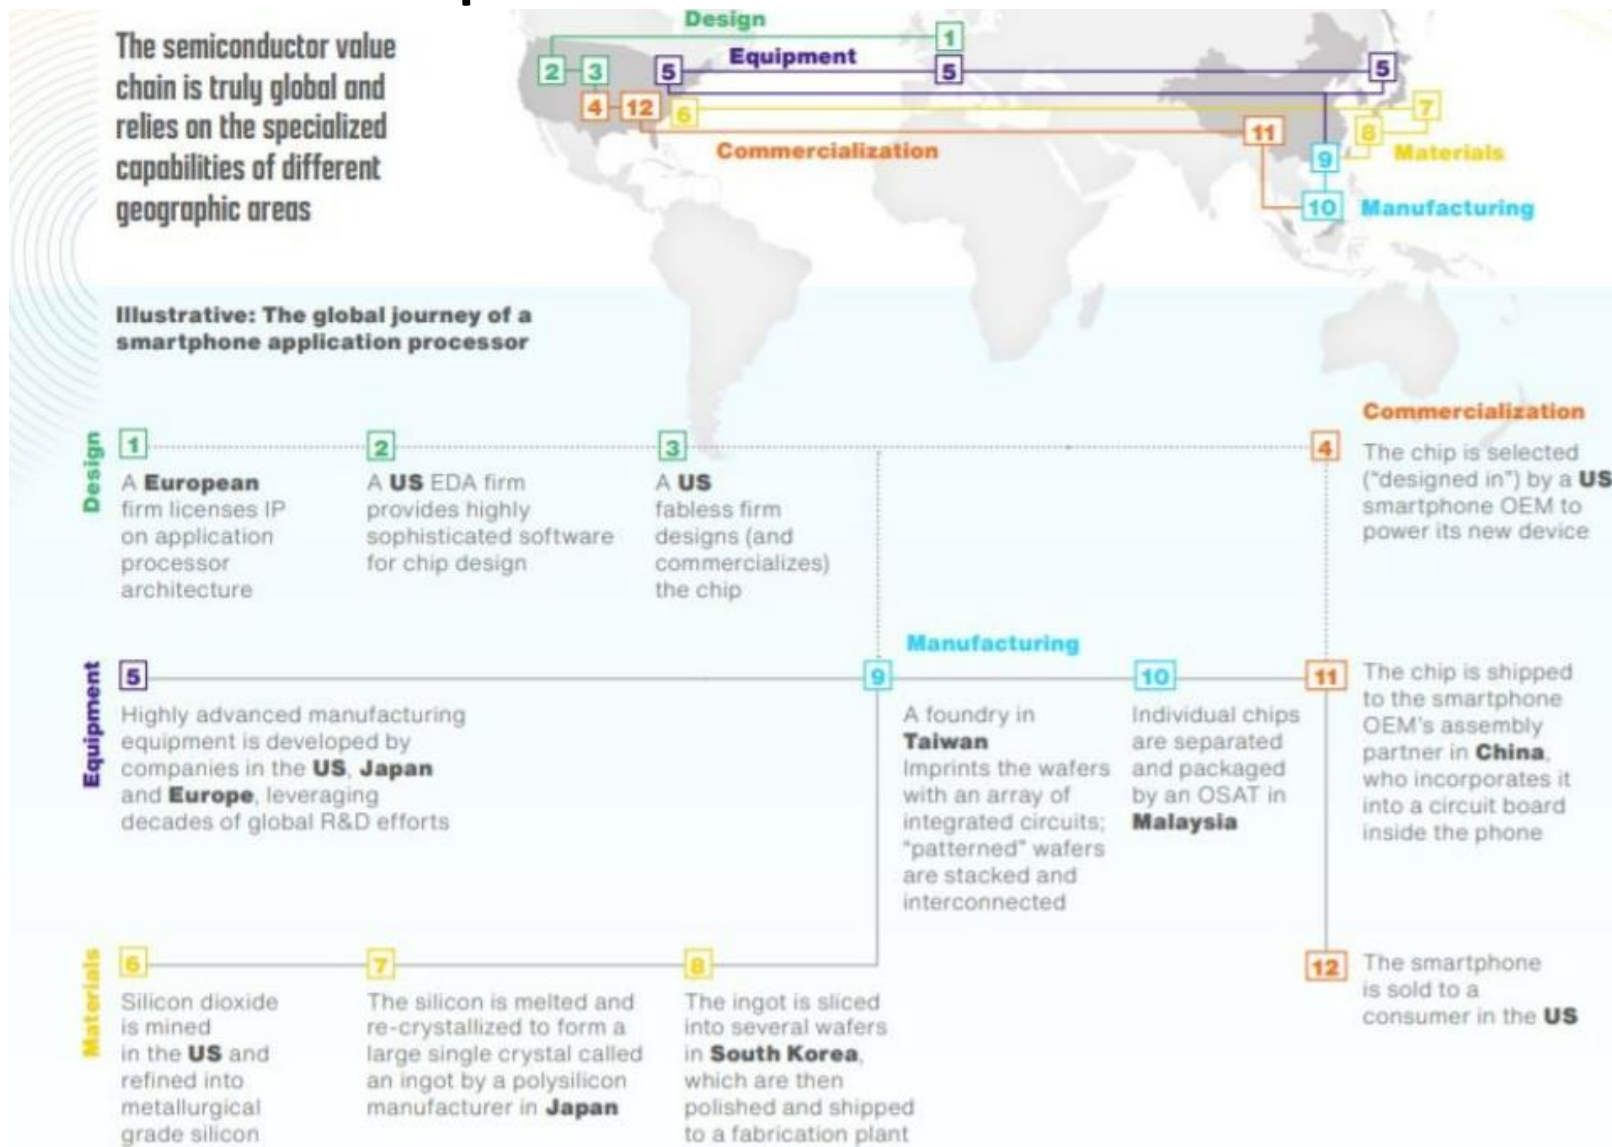 The semiconductor value
chain is truly global and
relies on the specialized
capabilities of different
geographic areas
Design
1
2
3
5
Equipment
5
5
4
12
6
7
11
8
Commercialization
9
Materials
10
Manufacturing
Illustrative: The global journey of a
smartphone application processor
Design
1
A European
firm licenses IP
on application
processor
architecture
2
A US EDA firm
provides highly
sophisticated software
for chip design
3
A US
fabless firm
designs (and
commercializes)
the chip
Commercialization
4
The chip is selected
("designed in") by a US
smartphone OEM to
power its new device
Equipment
5
Highly advanced manufacturing
equipment is developed by
companies in the US, Japan
and Europe, leveraging
decades of global R&D efforts
Manufacturing
9
A foundry in
Taiwan
Imprints the wafers
with an array of
integrated circuits;
"patterned" wafers
are stacked and
interconnected
10
Individual chips
are separated
and packaged
by an OSAT in
Malaysia
11
The chip is shipped
to the smartphone
OEM's assembly
partner in China,
who incorporates it
into a circuit board
inside the phone
Materials
6
Silicon dioxide
is mined
in the US and
refined into
metallurgical
grade silicon
7
The silicon is melted and
re-crystallized to form a
large single crystal called
an ingot by a polysilicon
manufacturer in Japan
8
The ingot is sliced
into several wafers
in South Korea,
which are then
polished and shipped
to a fabrication plant
12
The smartphone
is sold to a
consumer in the US